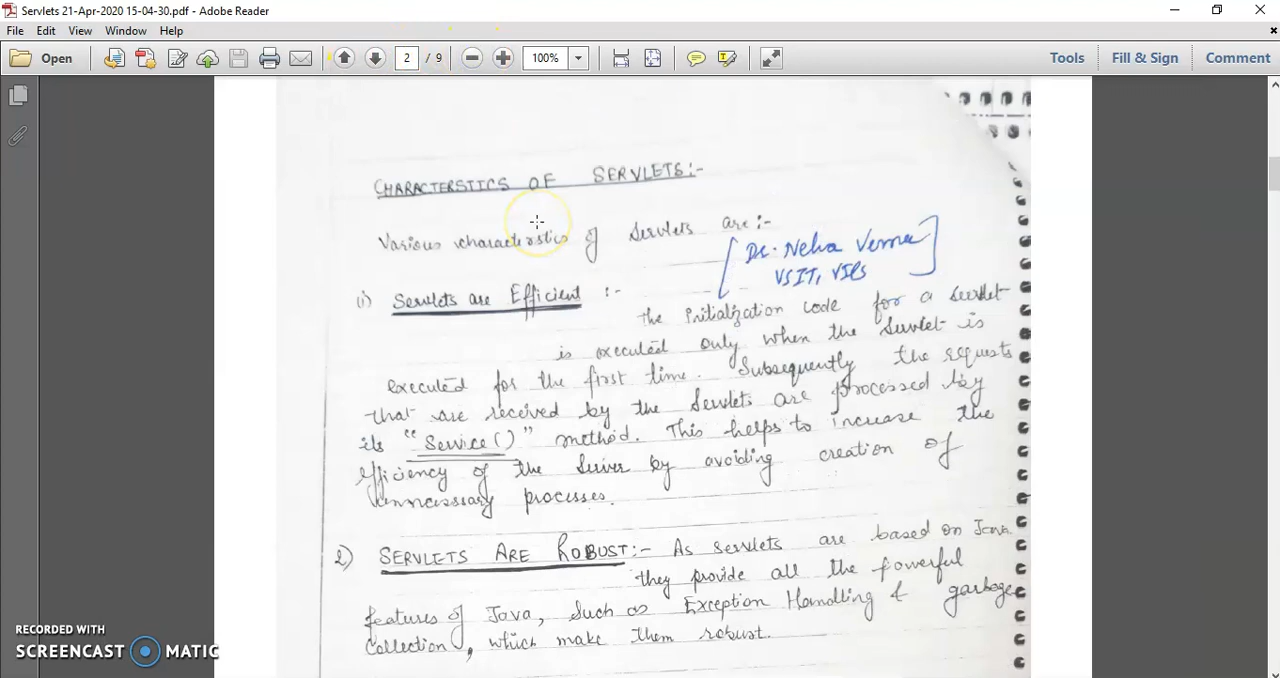 Servlets 21-Apr-2020 15-04-30.pdf - Adobe Reader
File Edit View Window Help
Open 2 / 9 100% Tools Fill & Sign Comment
CHARACTERSTICS OF SERVLETS:-
Various characterstics of Servlets are :-
[Dr. Neha Verma
VSIT, VIPS]
(i) Servlets are Efficient :-
the initialization code for a servlet
is executed only when the Servlet is
executed for the first time. Subsequently the requests
that are received by the Servlets are processed by
its "Service()" method. This helps to increase the
efficiency of the Server by avoiding creation of
unnecessary processes.
2) SERVLETS ARE ROBUST:- As servlets are based on Java
they provide all the powerful
features of Java, such as Exception Handling & garbage
Collection, which make them robust.
RECORDED WITH
SCREENCAST MATIC